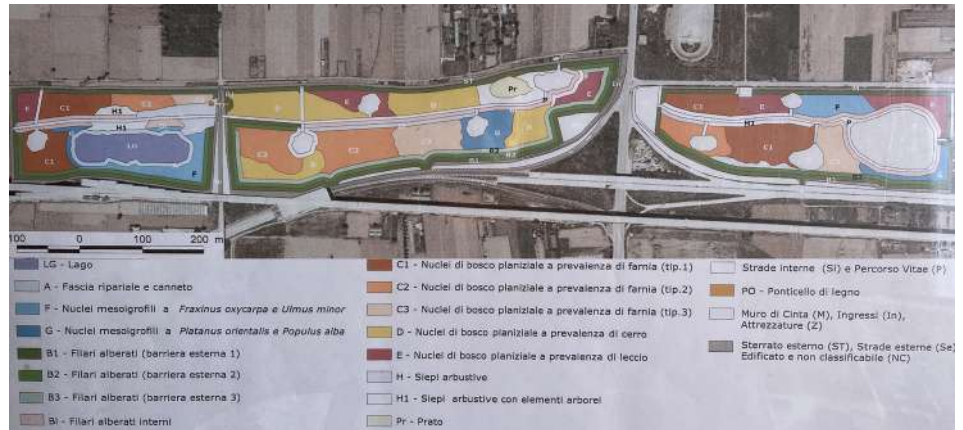 ST
Pr
P
E
C1
C2
H1
D
E
D
E
C3
E
F
E
H1
LG
C1
F
C2
C2
D
C3
G
D
B3
B1
B2
H1
C1
C3
P
100 0 100 200 m
LG - Lago
A - Fascia ripariale e canneto
F - Nuclei mesoigrofili a Fraxinus oxycarpa e Ulmus minor
G - Nuclei mesoigrofili a Platanus orientalis e Populus alba
B1 - Filari alberati (barriera esterna 1)
B2 - Filari alberati (barriera esterna 2)
B3 - Filari alberati (barriera esterna 3)
BI - Filari alberati interni
C1 - Nuclei di bosco planiziale a prevalenza di farnia (tip.1)
C2 - Nuclei di bosco planiziale a prevalenza di farnia (tip.2)
C3 - Nuclei di bosco planiziale a prevalenza di farnia (tip.3)
D - Nuclei di bosco planiziale a prevalenza di cerro
E - Nuclei di bosco planiziale a prevalenza di leccio
H - Siepi arbustive
H1 - Siepi arbustive con elementi arborei
Pr - Prato
Strade interne (Si) e Percorso Vitae (P)
PO - Ponticello di legno
Muro di Cinta (M), Ingressi (In),
Attrezzature (Z)
Sterrato esterno (ST), Strade esterne (Se)
Edificato e non classificabile (NC)